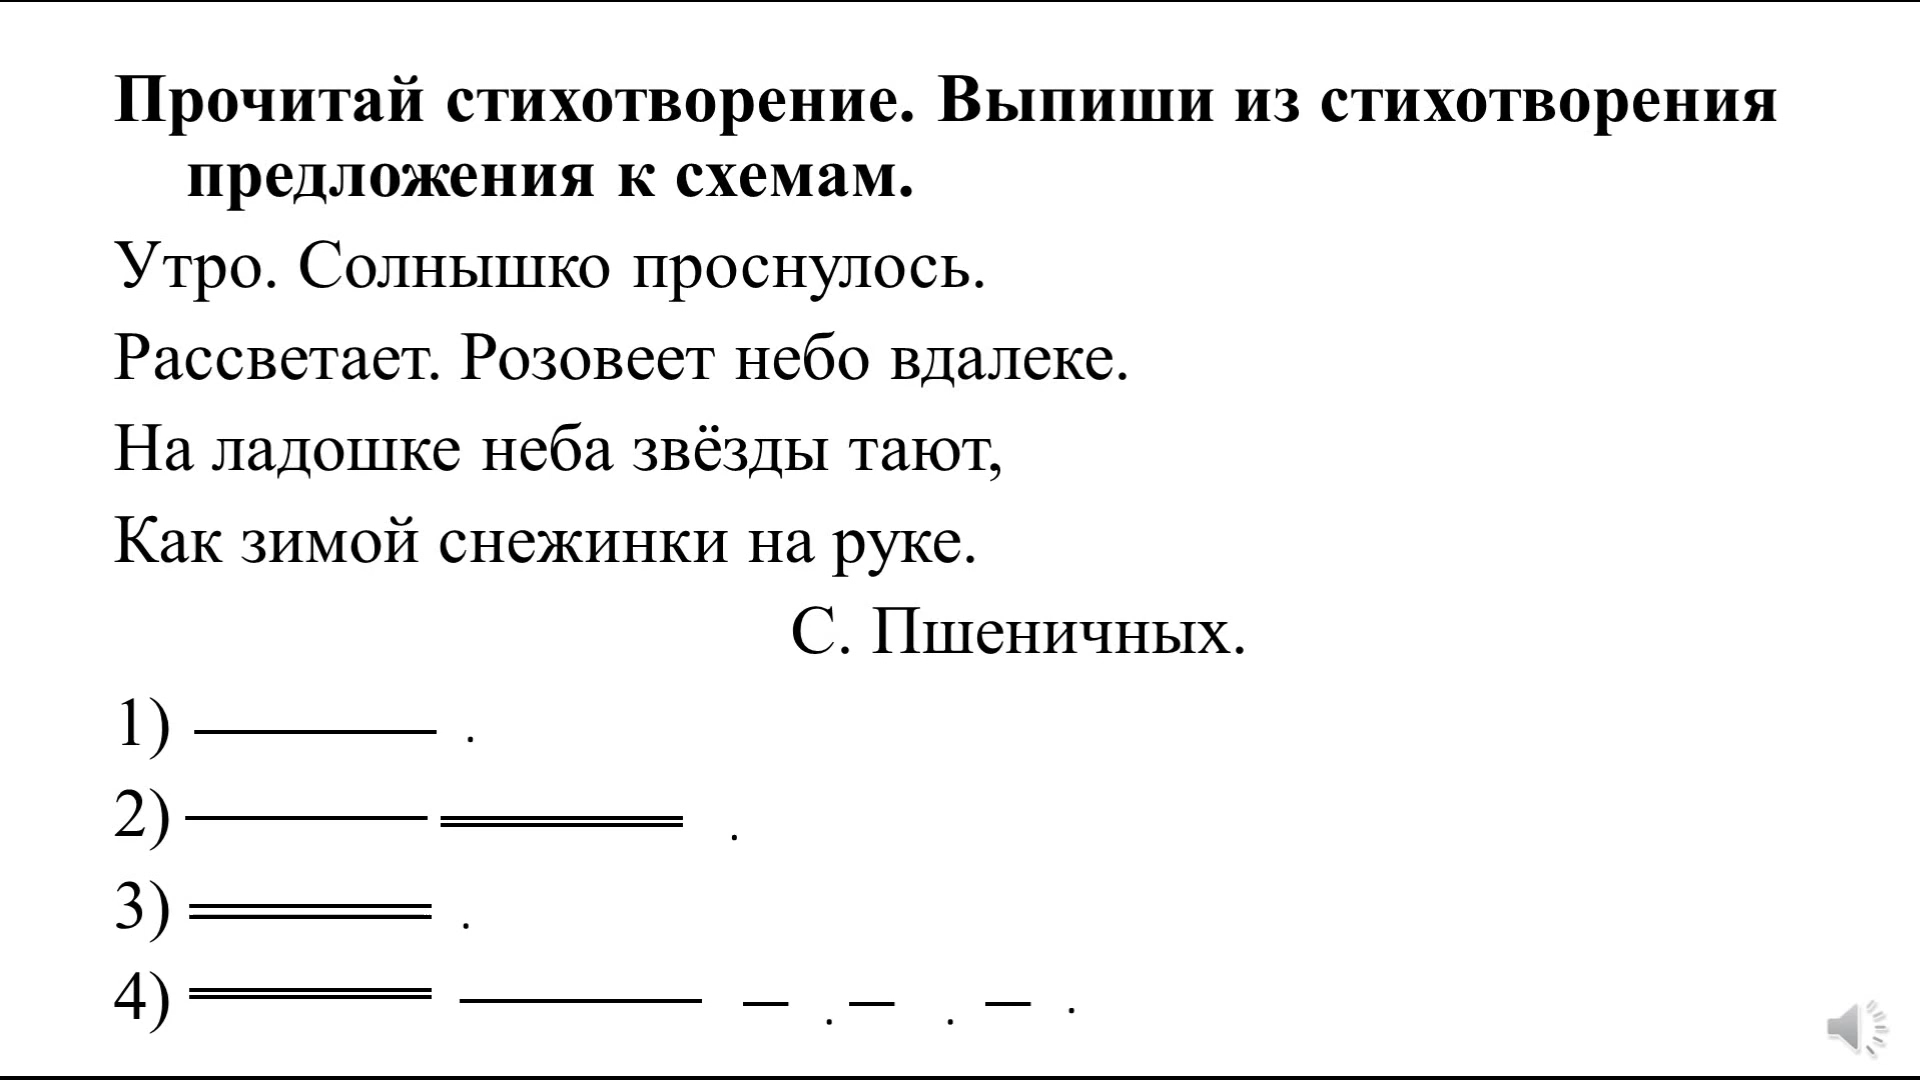 Прочитай стихотворение. Выпиши из стихотворения
предложения к схемам.
Утро. Солнышко проснулось.
Рассветает. Розовеет небо вдалеке.
На ладошке неба звёзды тают,
Как зимой снежинки на руке.
С. Пшеничных.
1) .
2) .
3) .
4) . . .